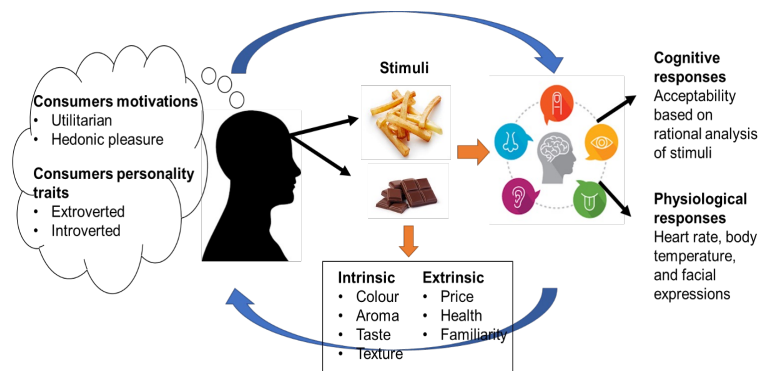 Consumers motivations
• Utilitarian
• Hedonic pleasure
Consumers personality
traits
• Extroverted
• Introverted
Stimuli
Intrinsic
• Colour
• Aroma
• Taste
• Texture
Extrinsic
• Price
• Health
• Familiarity
Cognitive
responses
Acceptability
based on
rational analysis
of stimuli
Physiological
responses
Heart rate, body
temperature,
and facial
expressions